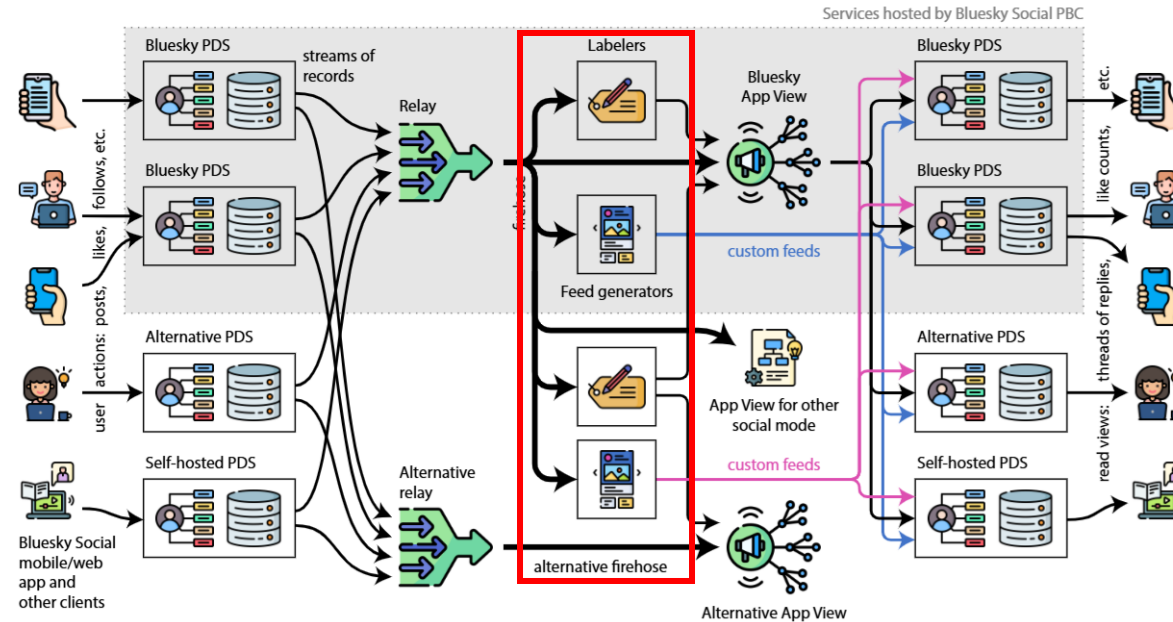 Services hosted by Bluesky Social PBC
Bluesky PDS
streams of
records
Labelers
Bluesky
App View
Bluesky PDS
etc.
Relay
follows, etc.
Bluesky PDS
firehose
Bluesky PDS
like counts,
likes,
custom feeds
Feed generators
posts,
threads of replies,
Alternative PDS
Alternative PDS
user actions:
App View for other
social mode
Self-hosted PDS
Alternative
relay
custom feeds
Self-hosted PDS
read views:
Bluesky Social
mobile/web
app and
other clients
alternative firehose
Alternative App View